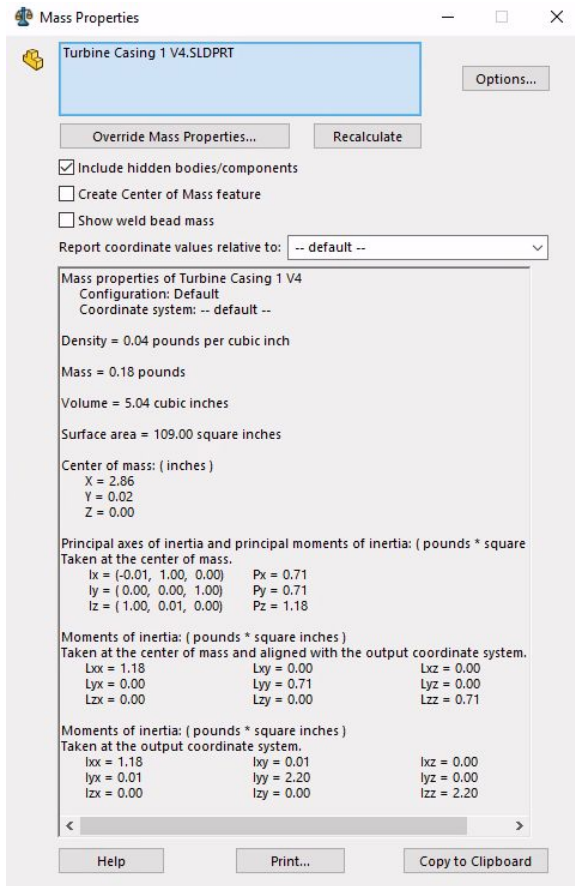 Mass Properties
Turbine Casing 1 V4.SLDPRT
Options...
Override Mass Properties...
Recalculate
Include hidden bodies/components
Create Center of Mass feature
Show weld bead mass
Report coordinate values relative to: -- default --
Mass properties of Turbine Casing 1 V4
Configuration: Default
Coordinate system: -- default --
Density = 0.04 pounds per cubic inch
Mass = 0.18 pounds
Volume = 5.04 cubic inches
Surface area = 109.00 square inches
Center of mass: ( inches )
X = 2.86
Y = 0.02
Z = 0.00
Principal axes of inertia and principal moments of inertia: ( pounds * square
Taken at the center of mass.
Ix = (-0.01, 1.00, 0.00) Px = 0.71
Iy = ( 0.00, 0.00, 1.00) Py = 0.71
Iz = ( 1.00, 0.01, 0.00) Pz = 1.18
Moments of inertia: ( pounds * square inches )
Taken at the center of mass and aligned with the output coordinate system.
Lxx = 1.18 Lxy = 0.00 Lxz = 0.00
Lyx = 0.00 Lyy = 0.71 Lyz = 0.00
Lzx = 0.00 Lzy = 0.00 Lzz = 0.71
Moments of inertia: ( pounds * square inches )
Taken at the output coordinate system.
Ixx = 1.18 Ixy = 0.01 Ixz = 0.00
Iyx = 0.01 Iyy = 2.20 Iyz = 0.00
Izx = 0.00 Izy = 0.00 Izz = 2.20
Help
Print...
Copy to Clipboard